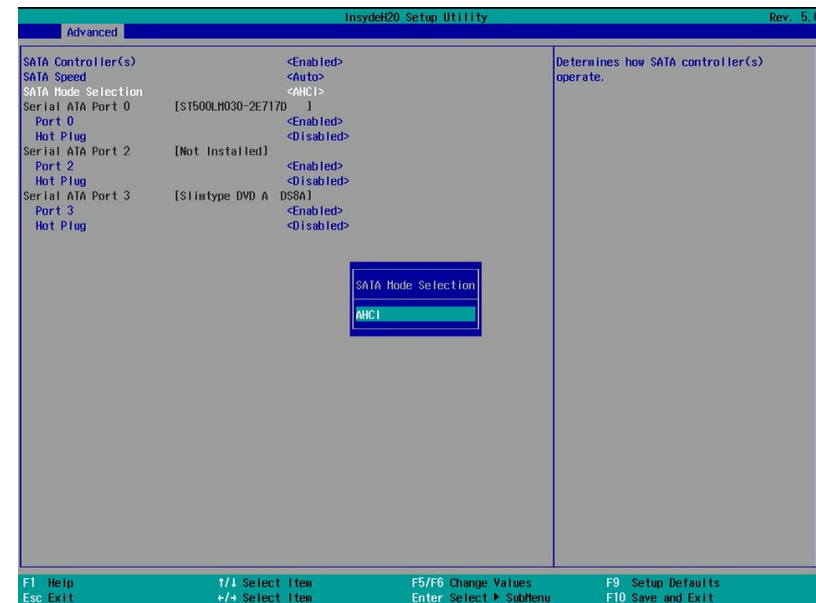 InsydeH20 Setup Utility Rev. 5.0
Advanced
SATA Controller(s) <Enabled> Determines how SATA controller(s)
SATA Speed <Auto> operate.
SATA Mode Selection <AHCI>
Serial ATA Port 0 [ST500LM030-2E717D ]
Port 0 <Enabled>
Hot Plug <Disabled>
Serial ATA Port 2 [Not Installed]
Port 2 <Enabled>
Hot Plug <Disabled>
Serial ATA Port 3 [Slimtype DVD A DS8A]
Port 3 <Enabled>
Hot Plug <Disabled>
SATA Mode Selection
AHCI
F1 Help ↑/↓ Select Item F5/F6 Change Values F9 Setup Defaults
Esc Exit ←/→ Select Item Enter Select ▶ SubMenu F10 Save and Exit